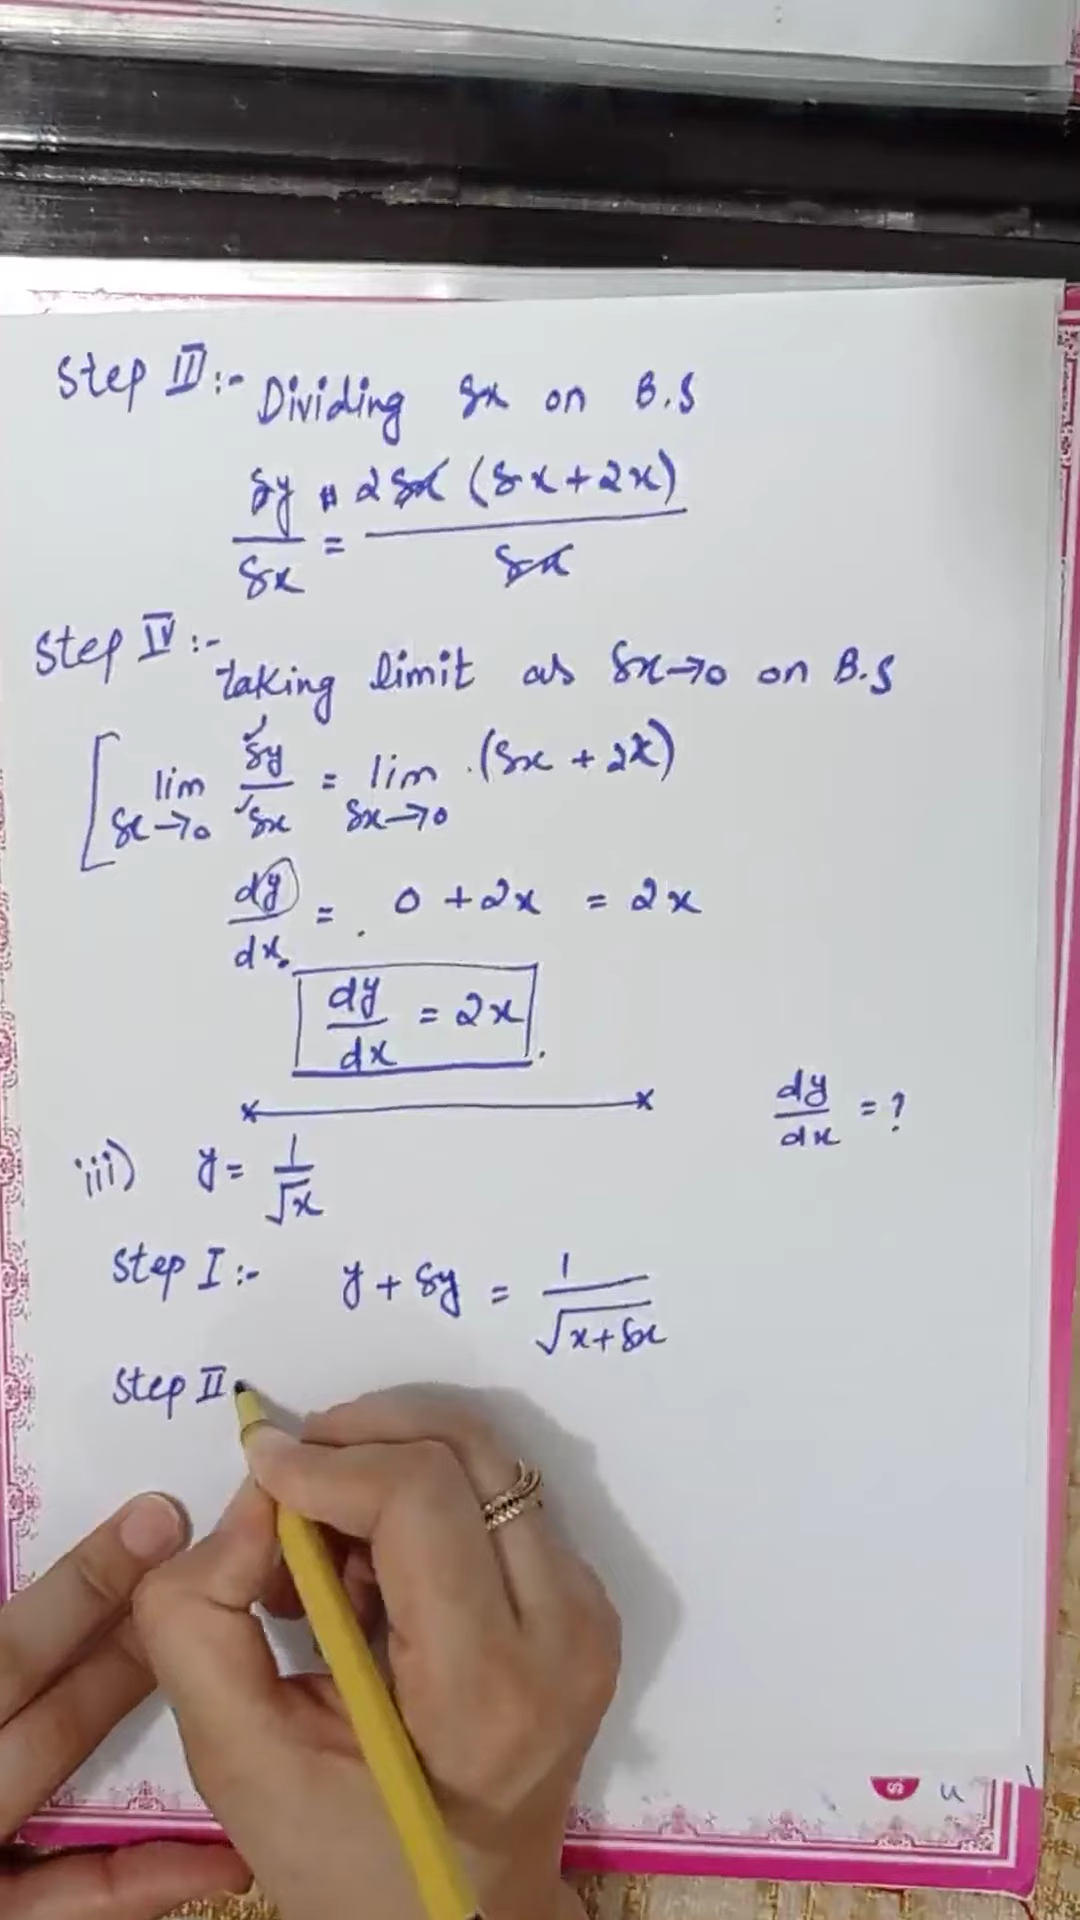 Step III:- Dividing δx on B.S
δy/δx = 2δx (δx+2x)/δx
Step IV:- taking limit as δx→0 on B.S
lim δx→0 δy/δx = lim δx→0 (δx + 2x)
dy/dx = 0 + 2x = 2x
dy/dx = 2x
dy/dx = ?
iii) y = 1/√x
Step I:- y + δy = 1/√x+δx
Step II